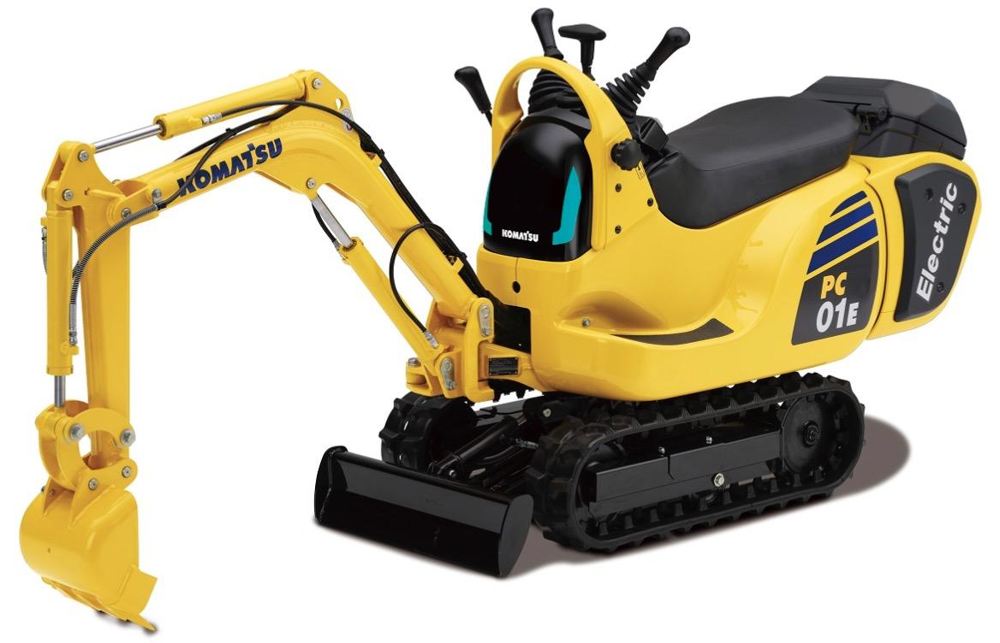 KOMATSU
KOMATSU
PC
01E
Electric